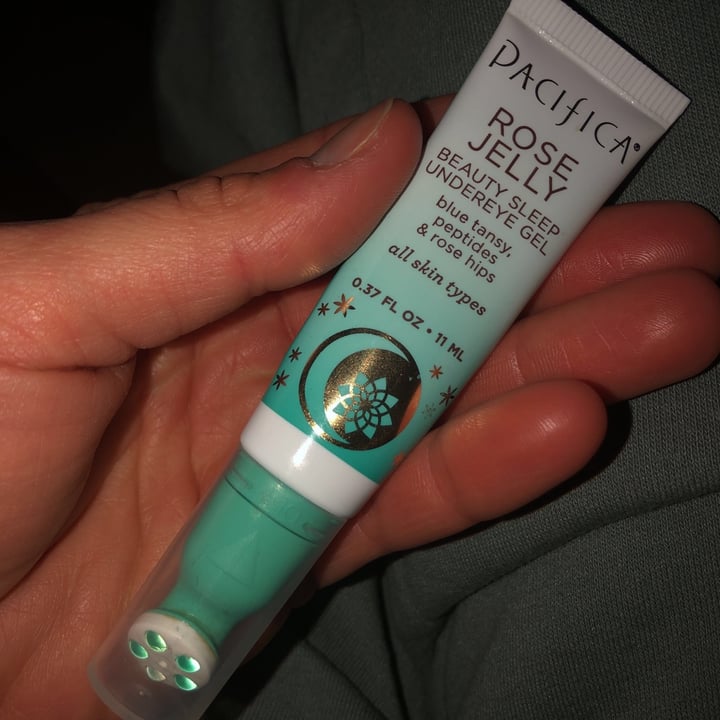 PACIFICA®
ROSE
JELLY
BEAUTY SLEEP
UNDEREYE GEL
blue tansy,
peptides
& rose hips
all skin types
0.37 FL OZ • 11 ML